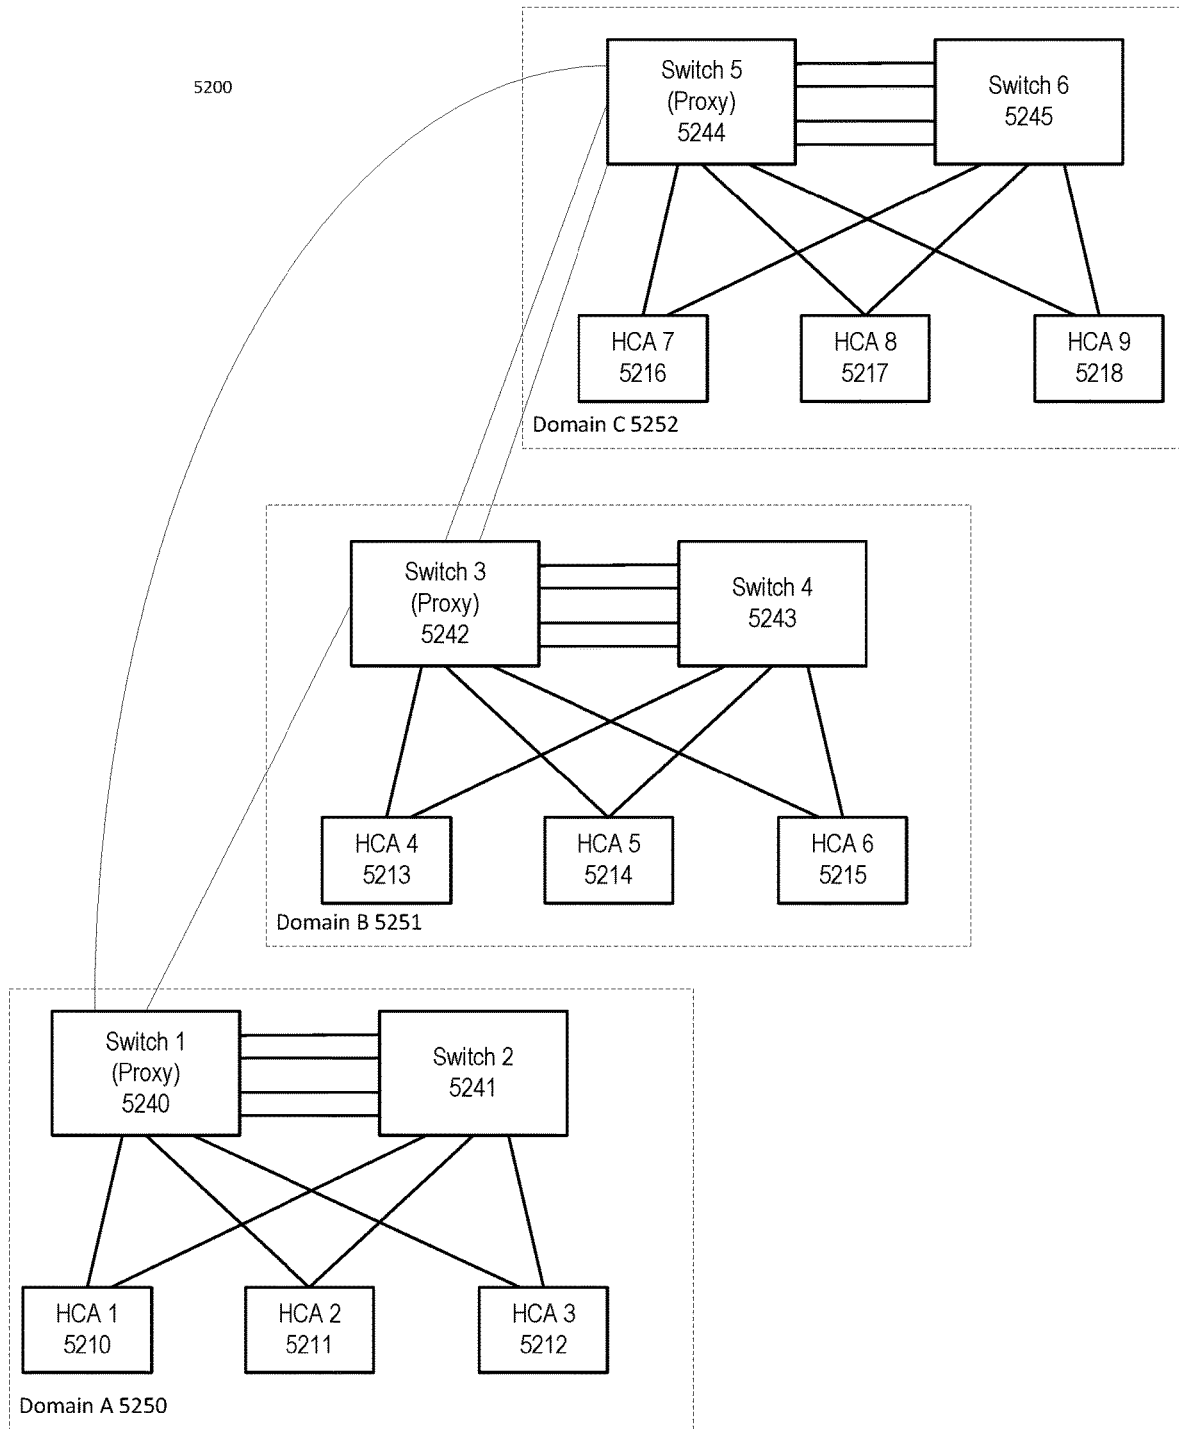 5200
Switch 5
(Proxy)
5244
Switch 6
5245
HCA 7
5216
HCA 8
5217
HCA 9
5218
Domain C 5252
Switch 3
(Proxy)
5242
Switch 4
5243
HCA 4
5213
HCA 5
5214
HCA 6
5215
Domain B 5251
Switch 1
(Proxy)
5240
Switch 2
5241
HCA 1
5210
HCA 2
5211
HCA 3
5212
Domain A 5250